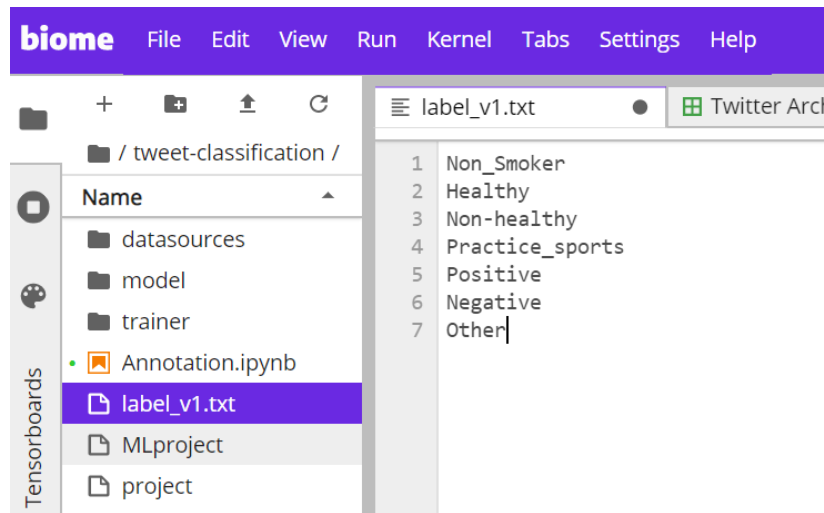 biome File Edit View Run Kernel Tabs Settings Help
/ tweet-classification /
Name
datasources
model
trainer
Annotation.ipynb
label_v1.txt
MLproject
project
Tensorboards
label_v1.txt
Twitter Arch
1 Non_Smoker
2 Healthy
3 Non-healthy
4 Practice_sports
5 Positive
6 Negative
7 Other